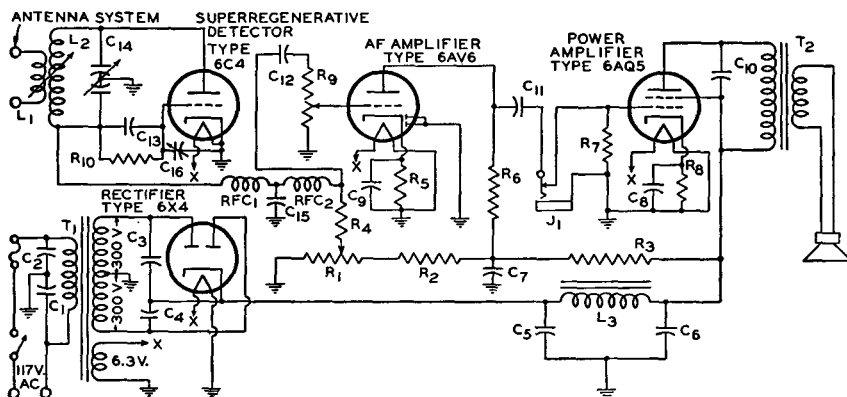 ANTENNA SYSTEM
SUPERREGENERATIVE
DETECTOR
TYPE
6C4
AF AMPLIFIER
TYPE 6AV6
POWER
AMPLIFIER
TYPE 6AQ5
L2
C14
L1
C13
R10
C16
X
C12
R9
X
C9
R5
C11
R6
R7
J1
X
C8
R8
C10
T2
RFC1
RFC2
C15
R4
R1
R2
C7
R3
RECTIFIER
TYPE 6X4
T1
C2
C1
300 V
300 V
C3
C4
X
X
6.3V.
117V.
AC
C5
L3
C6